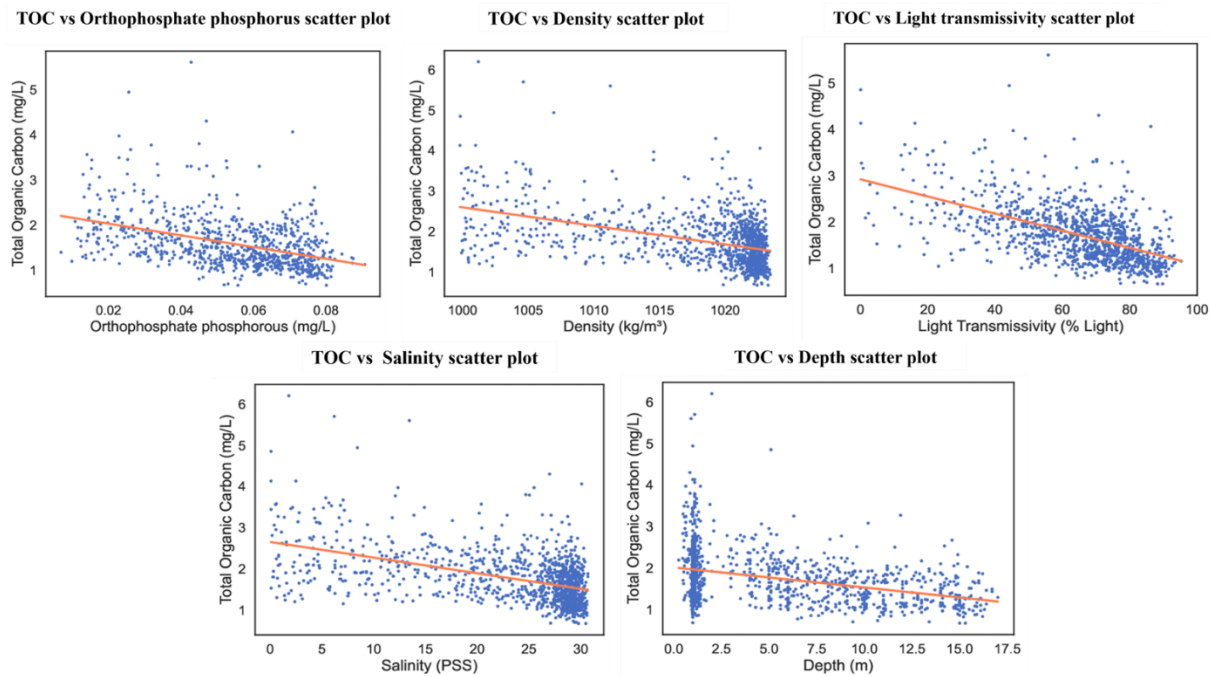 TOC vs Orthophosphate phosphorus scatter plot
Total Organic Carbon (mg/L)
5
4
3
2
1
0.02 0.04 0.06 0.08
Orthophosphate phosphorous (mg/L)
TOC vs Density scatter plot
Total Organic Carbon (mg/L)
6
5
4
3
2
1
1000 1005 1011 1015 1020
Density (kg/m³)
TOC vs Light transmissivity scatter plot
Total Organic Carbon (mg/L)
5
4
3
2
1
0 20 40 60 80 100
Light Transmissivity (% Light)
TOC vs Salinity scatter plot
Total Organic Carbon (mg/L)
6
5
4
3
2
1
0 5 10 15 20 25 30
Salinity (PSS)
TOC vs Depth scatter plot
Total Organic Carbon (mg/L)
6
5
4
3
2
1
0.0 2.5 5.0 7.5 10.0 12.5 15.0 17.5
Depth (m)